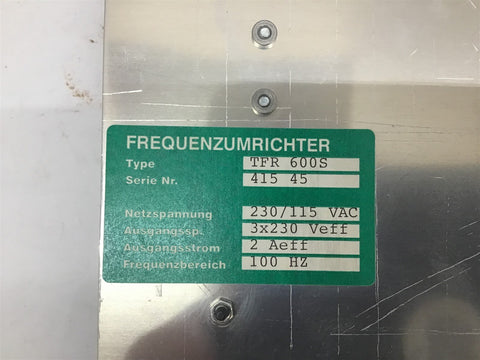 FREQUENZUMRICHTER
Type TFR 600S
Serie Nr. 415 45
Netzspannung 230/115 VAC
Ausgangssp. 3x230 Veff
Ausgangsstrom 2 Aeff
Frequenzbereich 100 HZ